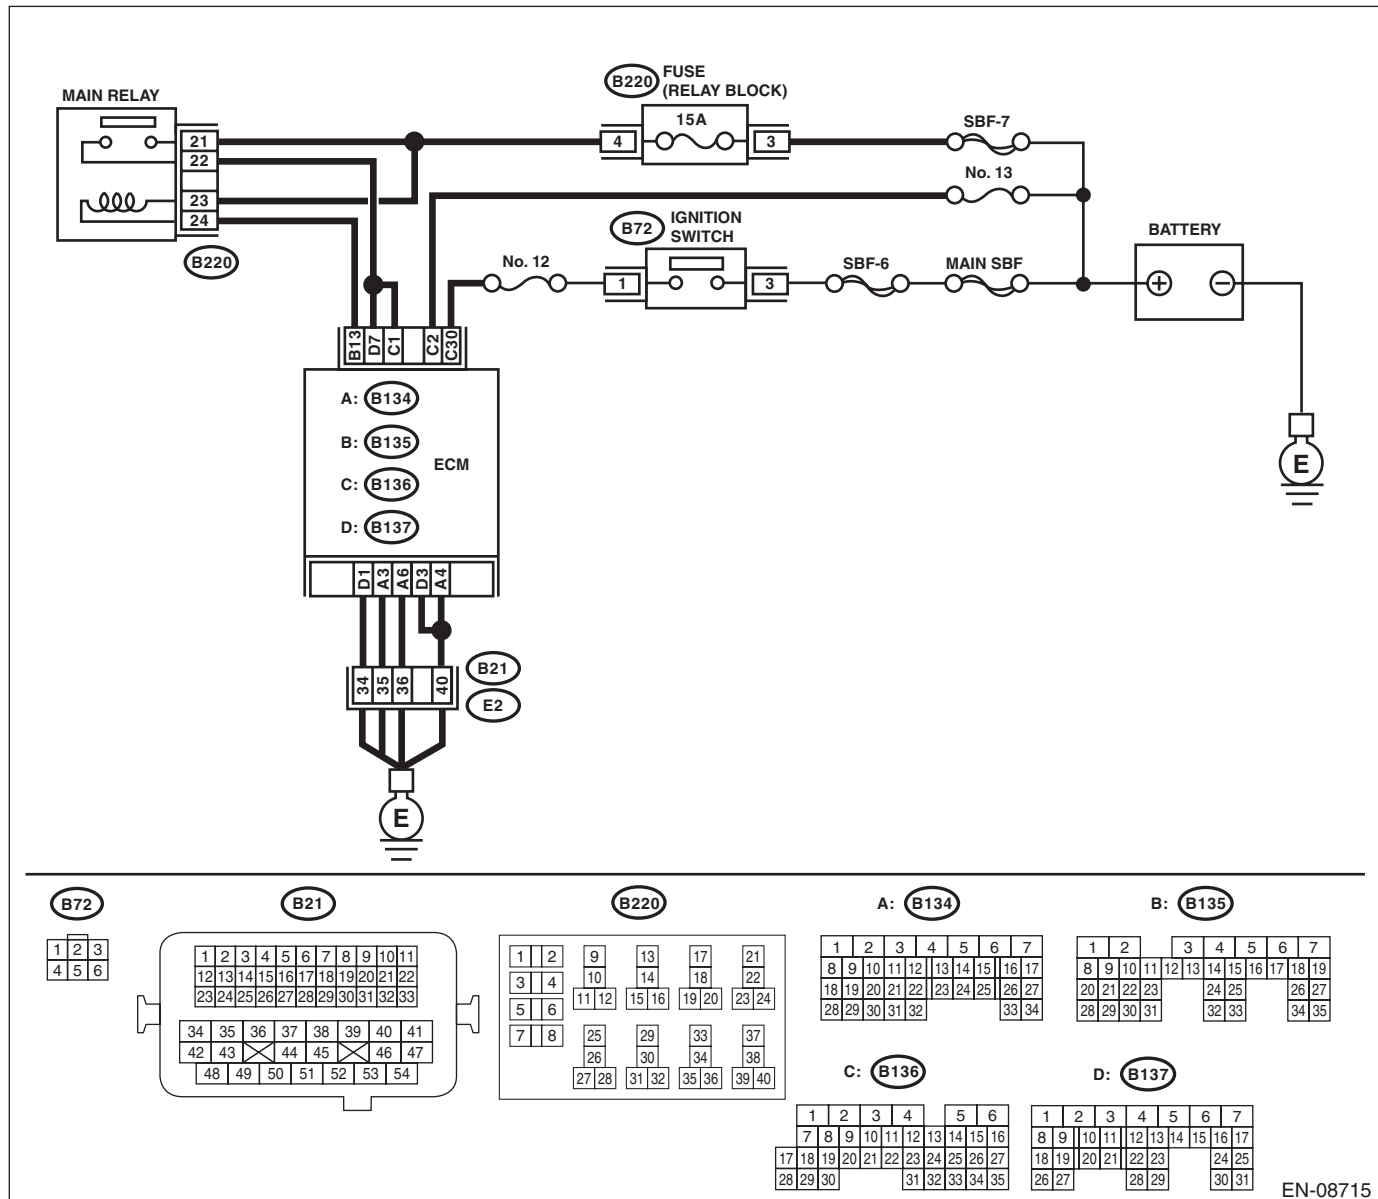 B220 FUSE
(RELAY BLOCK)
MAIN RELAY
15A
SBF-7
21
4
3
22
No. 13
23
B72 IGNITION
SWITCH
24
BATTERY
B220
No. 12
SBF-6
MAIN SBF
1
3
+
−
B13 D7 C1 C2 C30
A: B134
B: B135
ECM
E
C: B136
D: B137
D1 A3 A6 D3 A4
B21
34 35 36 40
E2
E
B72
1 2 3
4 5 6
B21
1 2 3 4 5 6 7 8 9 10 11
12 13 14 15 16 17 18 19 20 21 22
23 24 25 26 27 28 29 30 31 32 33
34 35 36 37 38 39 40 41
42 43 44 45 46 47
48 49 50 51 52 53 54
B220
1 2 9 13 17 21
3 4 10 14 18 22
11 12 15 16 19 20 23 24
5 6 25 29 33 37
7 8 26 30 34 38
27 28 31 32 35 36 39 40
A: B134
1 2 3 4 5 6 7
8 9 10 11 12 13 14 15 16 17
18 19 20 21 22 23 24 25 26 27
28 29 30 31 32 33 34
B: B135
1 2 3 4 5 6 7
8 9 10 11 12 13 14 15 16 17 18 19
20 21 22 23 24 25 26 27
28 29 30 31 32 33 34 35
C: B136
1 2 3 4 5 6
7 8 9 10 11 12 13 14 15 16
17 18 19 20 21 22 23 24 25 26 27
28 29 30 31 32 33 34 35
D: B137
1 2 3 4 5 6 7
8 9 10 11 12 13 14 15 16 17
18 19 20 21 22 23 24 25
26 27 28 29 30 31
EN-08715